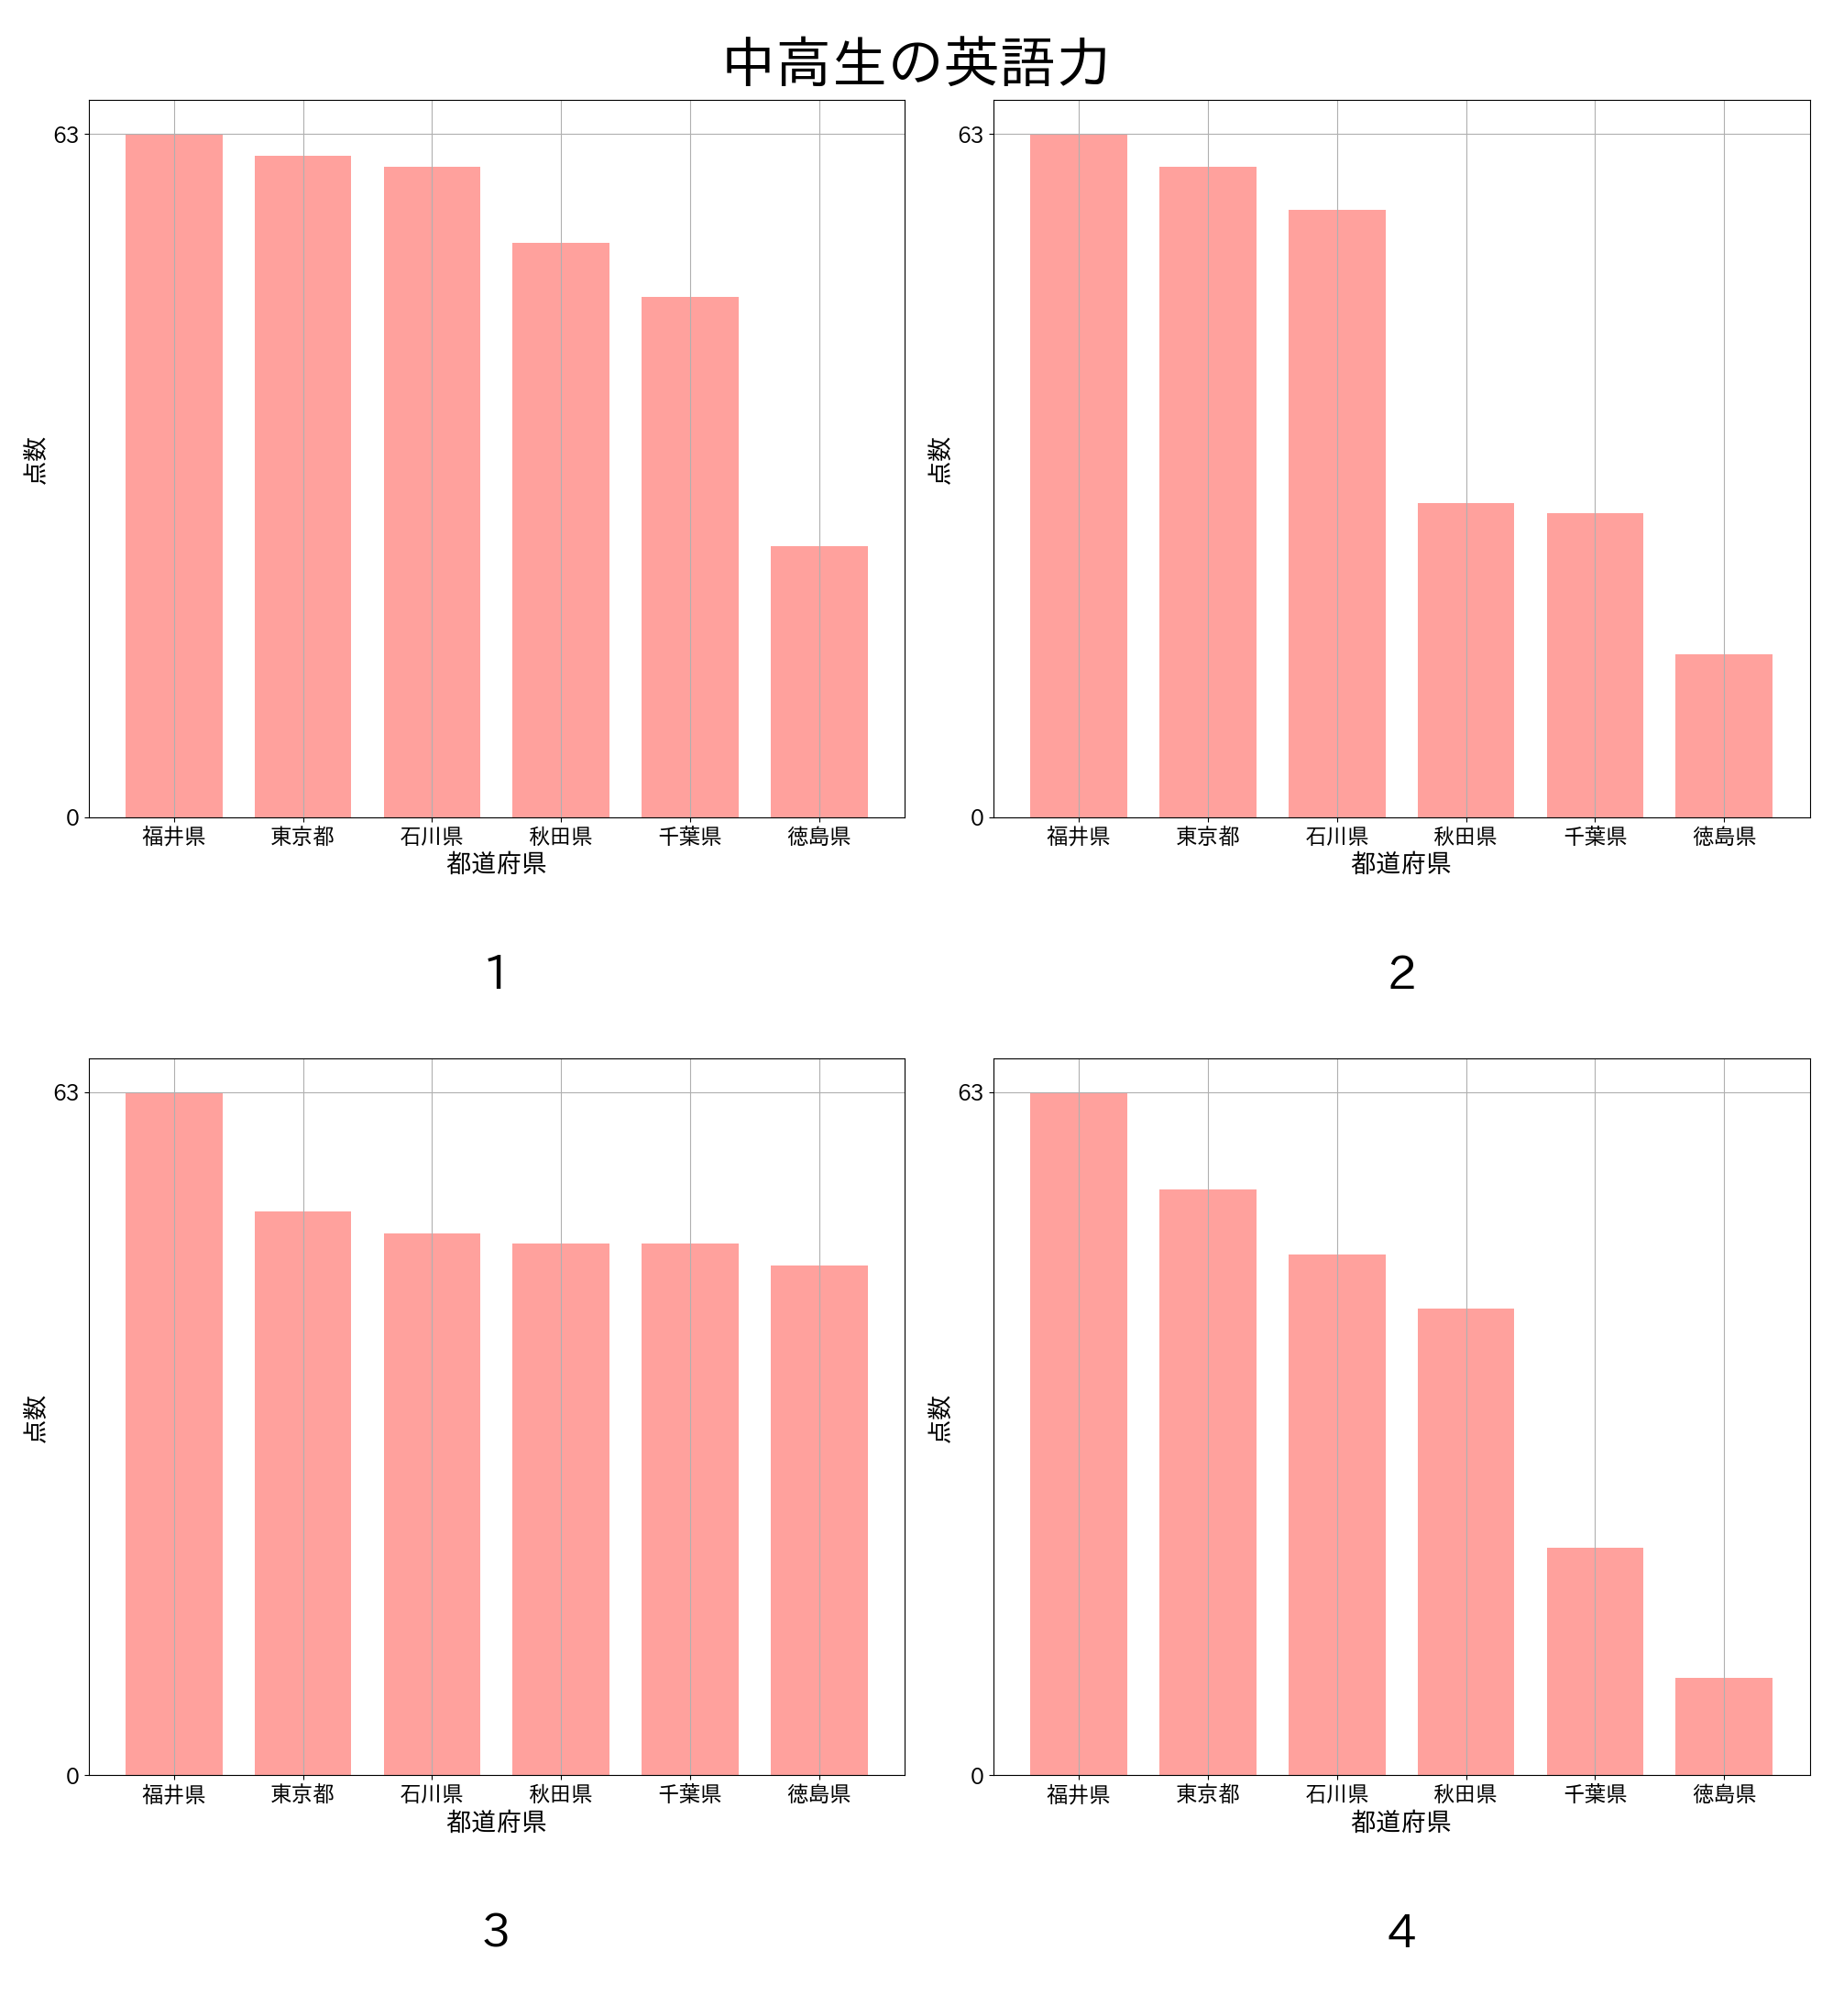 中高生の英語力
63
0
点数
福井県 東京都 石川県 秋田県 千葉県 徳島県
都道府県
1
63
0
点数
福井県 東京都 石川県 秋田県 千葉県 徳島県
都道府県
2
63
0
点数
福井県 東京都 石川県 秋田県 千葉県 徳島県
都道府県
3
63
0
点数
福井県 東京都 石川県 秋田県 千葉県 徳島県
都道府県
4